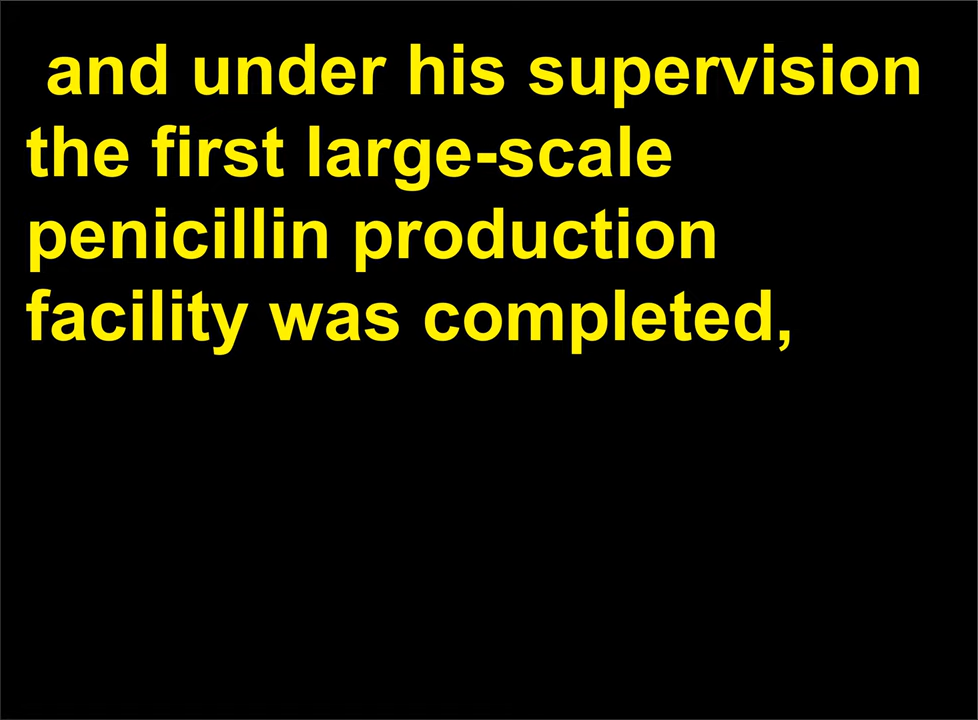 and under his supervision
the first large-scale
penicillin production
facility was completed,